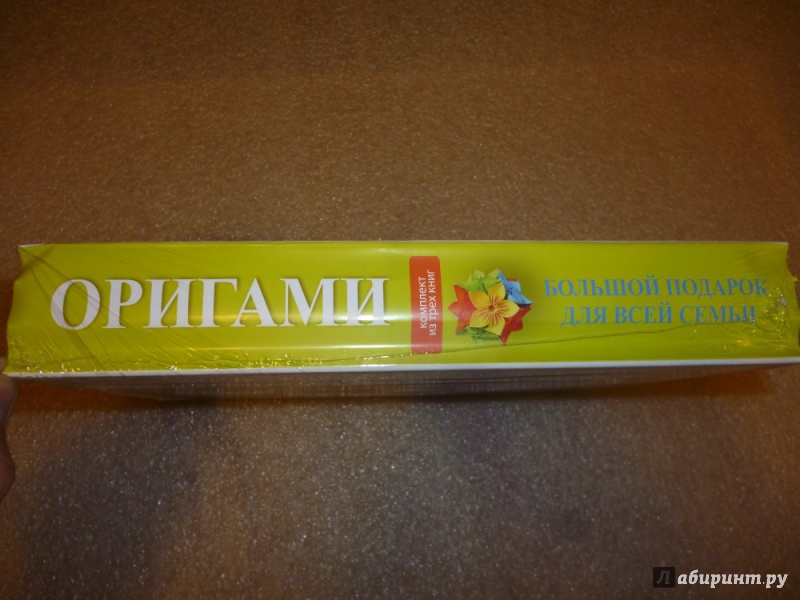 ОРИГАМИ
комплект
из трех книг
БОЛЬШОЙ ПОДАРОК
ДЛЯ ВСЕЙ СЕМЬИ
Лабиринт.ру